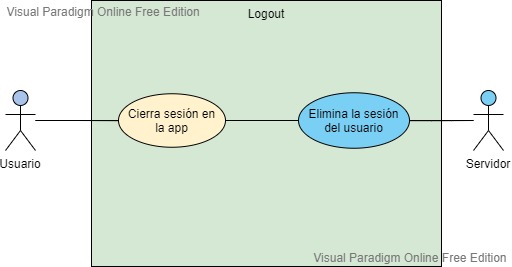 Visual Paradigm Online Free Edition
Logout
Cierra sesión en
la app
Elimina la sesión
del usuario
Usuario
Servidor
Visual Paradigm Online Free Edition